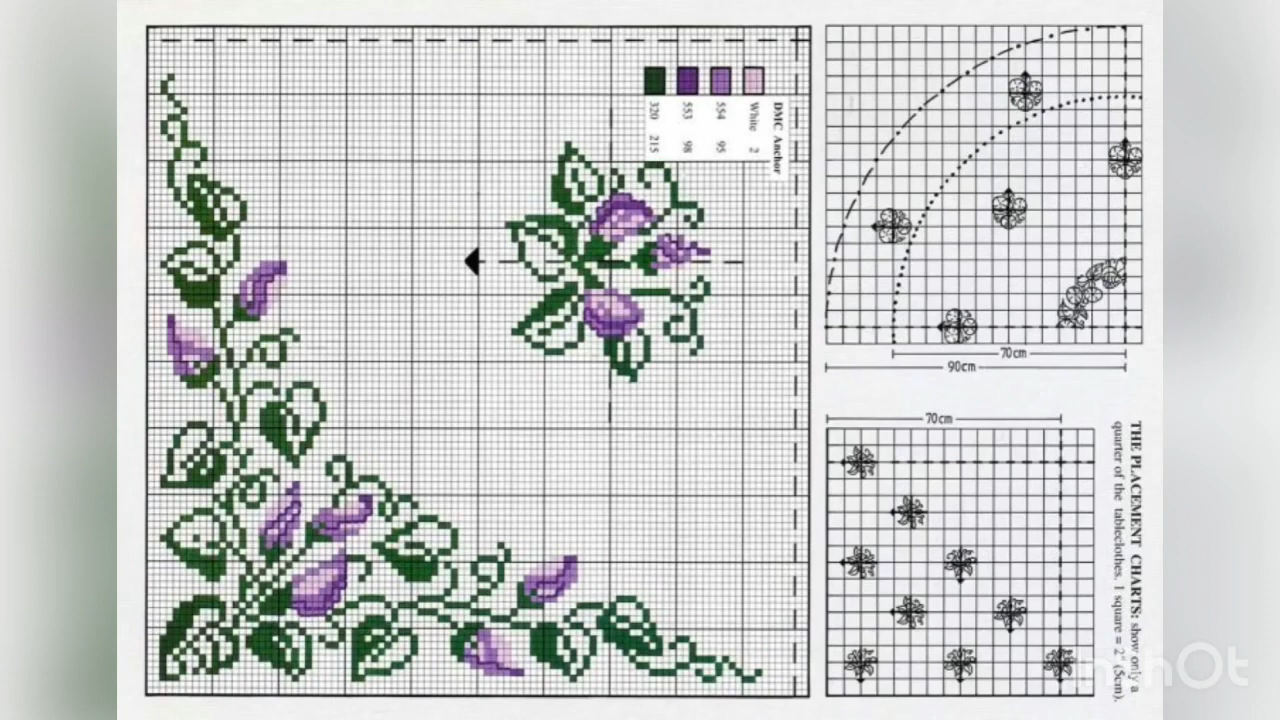 DMC Anchor
White 2
554 95
553 98
320 215
70cm
90cm
70cm
THE PLACEMENT CHARTS: show only a
quarter of the tableclothes. 1 square = 2" (5cm).